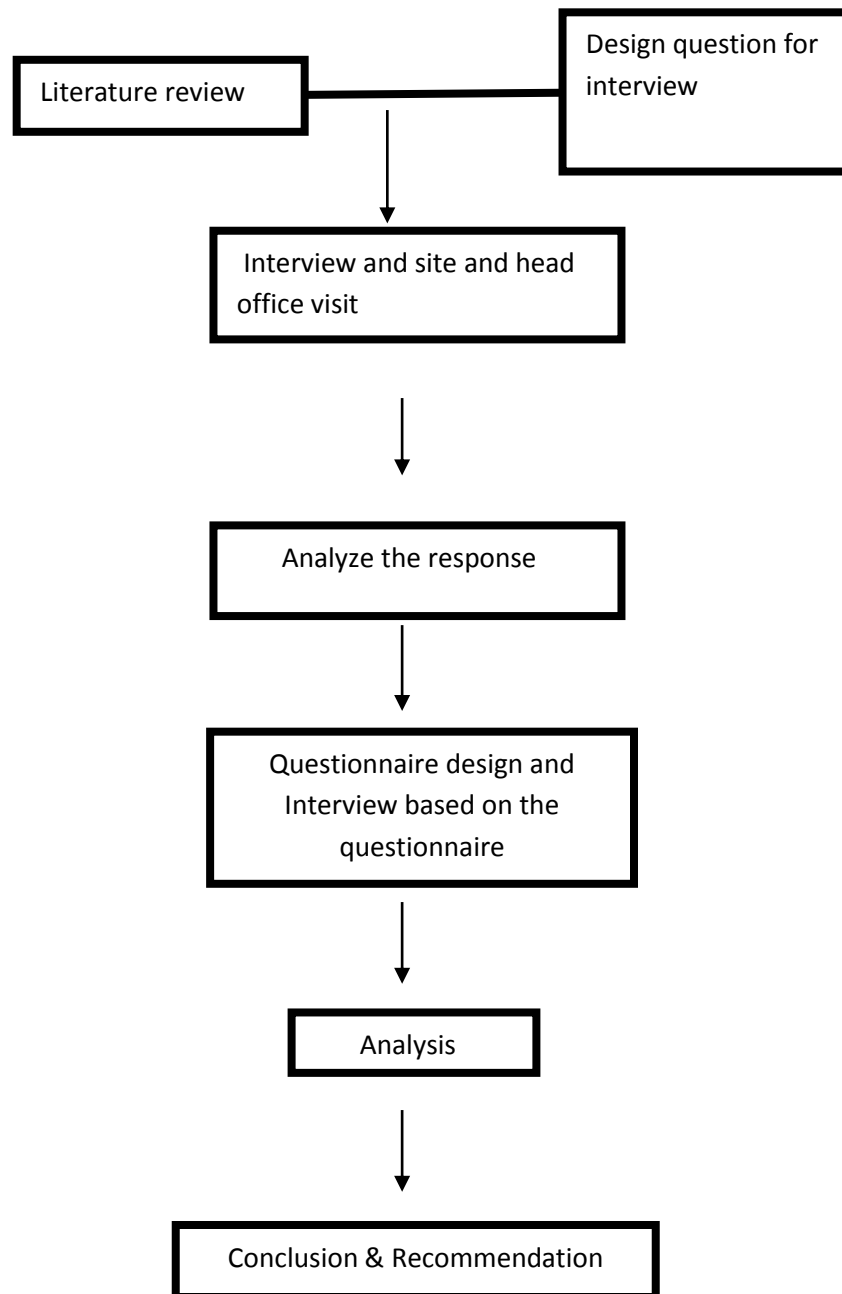 Literature review
Design question for
interview
Interview and site and head
office visit
Analyze the response
Questionnaire design and
Interview based on the
questionnaire
Analysis
Conclusion & Recommendation